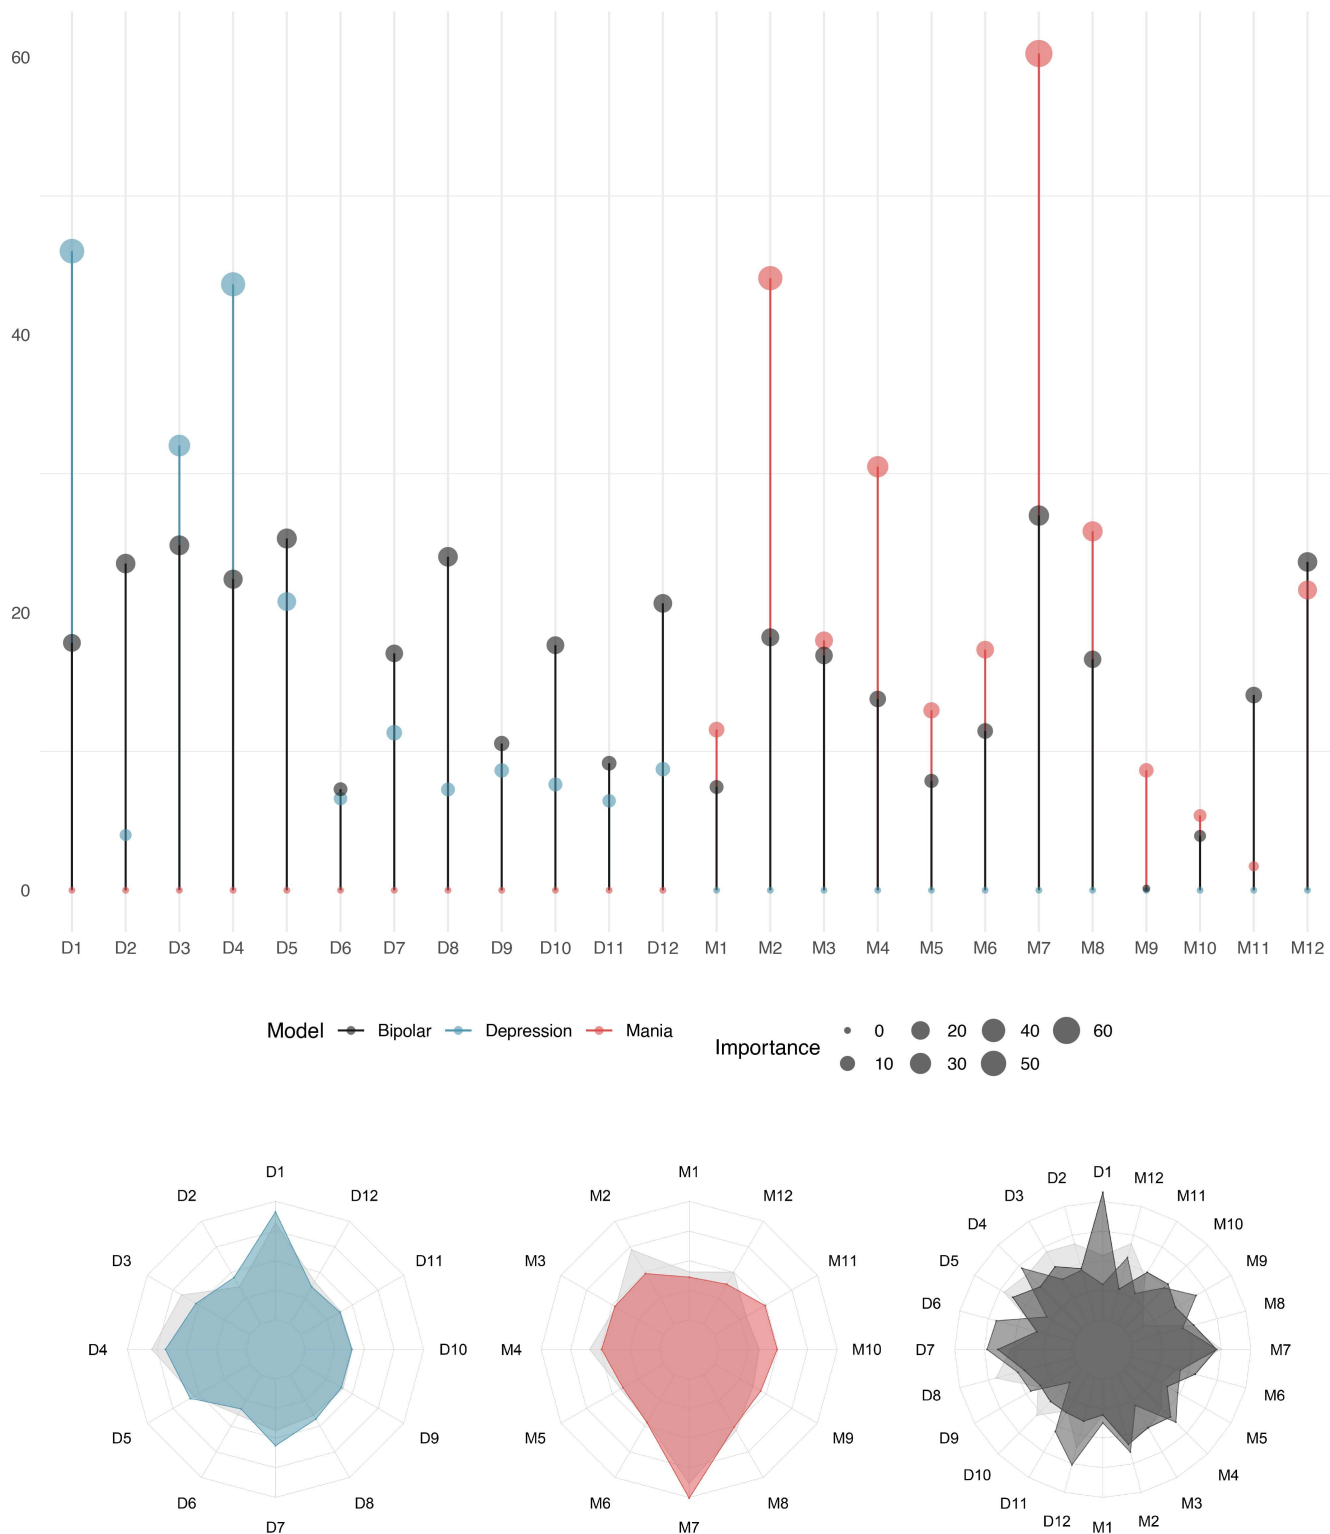 60
40
20
0
D1 D2 D3 D4 D5 D6 D7 D8 D9 D10 D11 D12 M1 M2 M3 M4 M5 M6 M7 M8 M9 M10 M11 M12
Model Bipolar Depression Mania
Importance
0 20 40 60
10 30 50
D1
D2 D12
D3 D11
D4 D10
D5 D9
D6 D8
D7
M1
M2 M12
M3 M11
M4 M10
M5 M9
M6 M8
M7
D1
D2 M12
D3 M11
D4 M10
D5 M9
D6 M8
D7 M7
D8 M6
D9 M5
D10 M4
D11 M3
D12 M2
M1